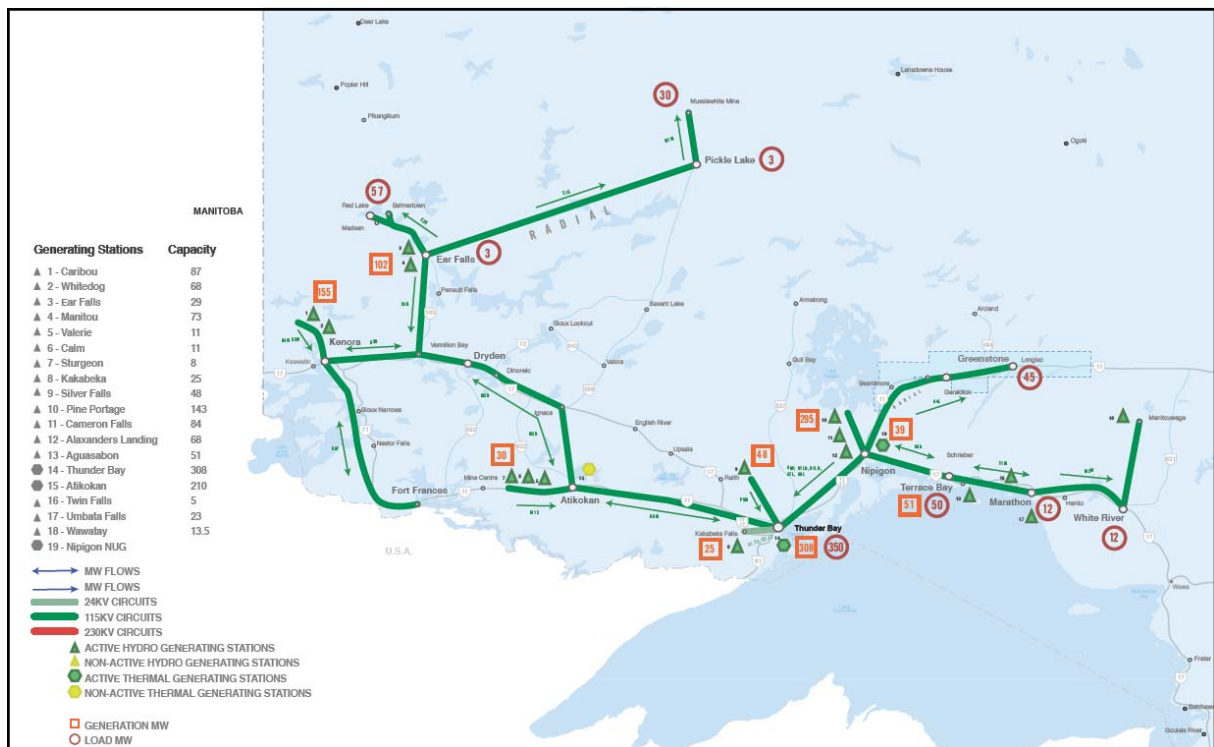 Deer Lake
Poplar Hill
Pikangikum
Lansdowne House
Ogoki
30
Musselwhite Mine
Pickle Lake
3
RADIAL
57
Red Lake
Balmertown
Madsen
102
Ear Falls
3
Perrault Falls
155
Kenora
Keewatin
Vermilion Bay
Dryden
Dinorwic
Sioux Lookout
Savant Lake
Valora
Ignace
English River
Upsala
Raith
Armstrong
Gull Bay
Sioux Narrows
Nestor Falls
Fort Frances
Mine Centre
30
Atikokan
U.S.A.
Kakabeka Falls
25
48
Thunder Bay
308
350
295
Nipigon
39
RADIAL
Beardmore
Geraldton
Greenstone
Longlac
45
Nakina
Schreiber
Terrace Bay
51
50
Marathon
12
Hemlo
White River
12
Manitouwadge
Wawa
Frater
Batchawana
Goulais River
MANITOBA
Generating Stations Capacity
1 - Caribou 87
2 - Whitedog 68
3 - Ear Falls 29
4 - Manitou 73
5 - Valerie 11
6 - Calm 11
7 - Sturgeon 8
8 - Kakabeka 25
9 - Silver Falls 48
10 - Pine Portage 143
11 - Cameron Falls 84
12 - Alaxanders Landing 68
13 - Aguasabon 51
14 - Thunder Bay 308
15 - Atikokan 210
16 - Twin Falls 5
17 - Umbata Falls 23
18 - Wawatay 13.5
19 - Nipigon NUG
MW FLOWS
MW FLOWS
24KV CIRCUITS
115KV CIRCUITS
230KV CIRCUITS
ACTIVE HYDRO GENERATING STATIONS
NON-ACTIVE HYDRO GENERATING STATIONS
ACTIVE THERMAL GENERATING STATIONS
NON-ACTIVE THERMAL GENERATING STATIONS
GENERATION MW
LOAD MW